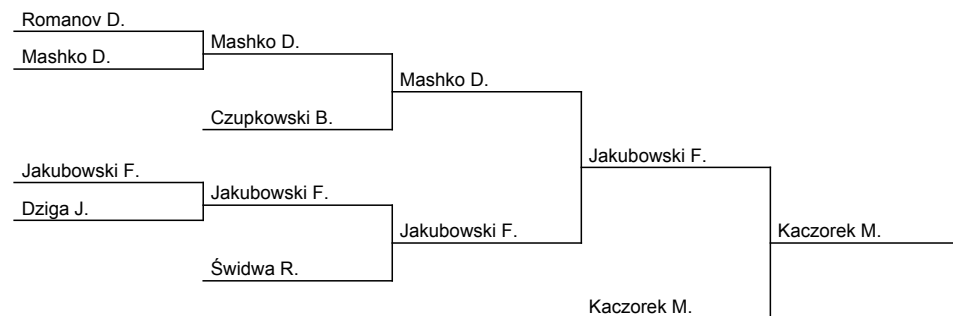 Romanov D.
Mashko D.
Mashko D.
Mashko D.
Czupkowski B.
Jakubowski F.
Jakubowski F.
Dziga J.
Jakubowski F.
Jakubowski F.
Kaczorek M.
Świdwa R.
Kaczorek M.